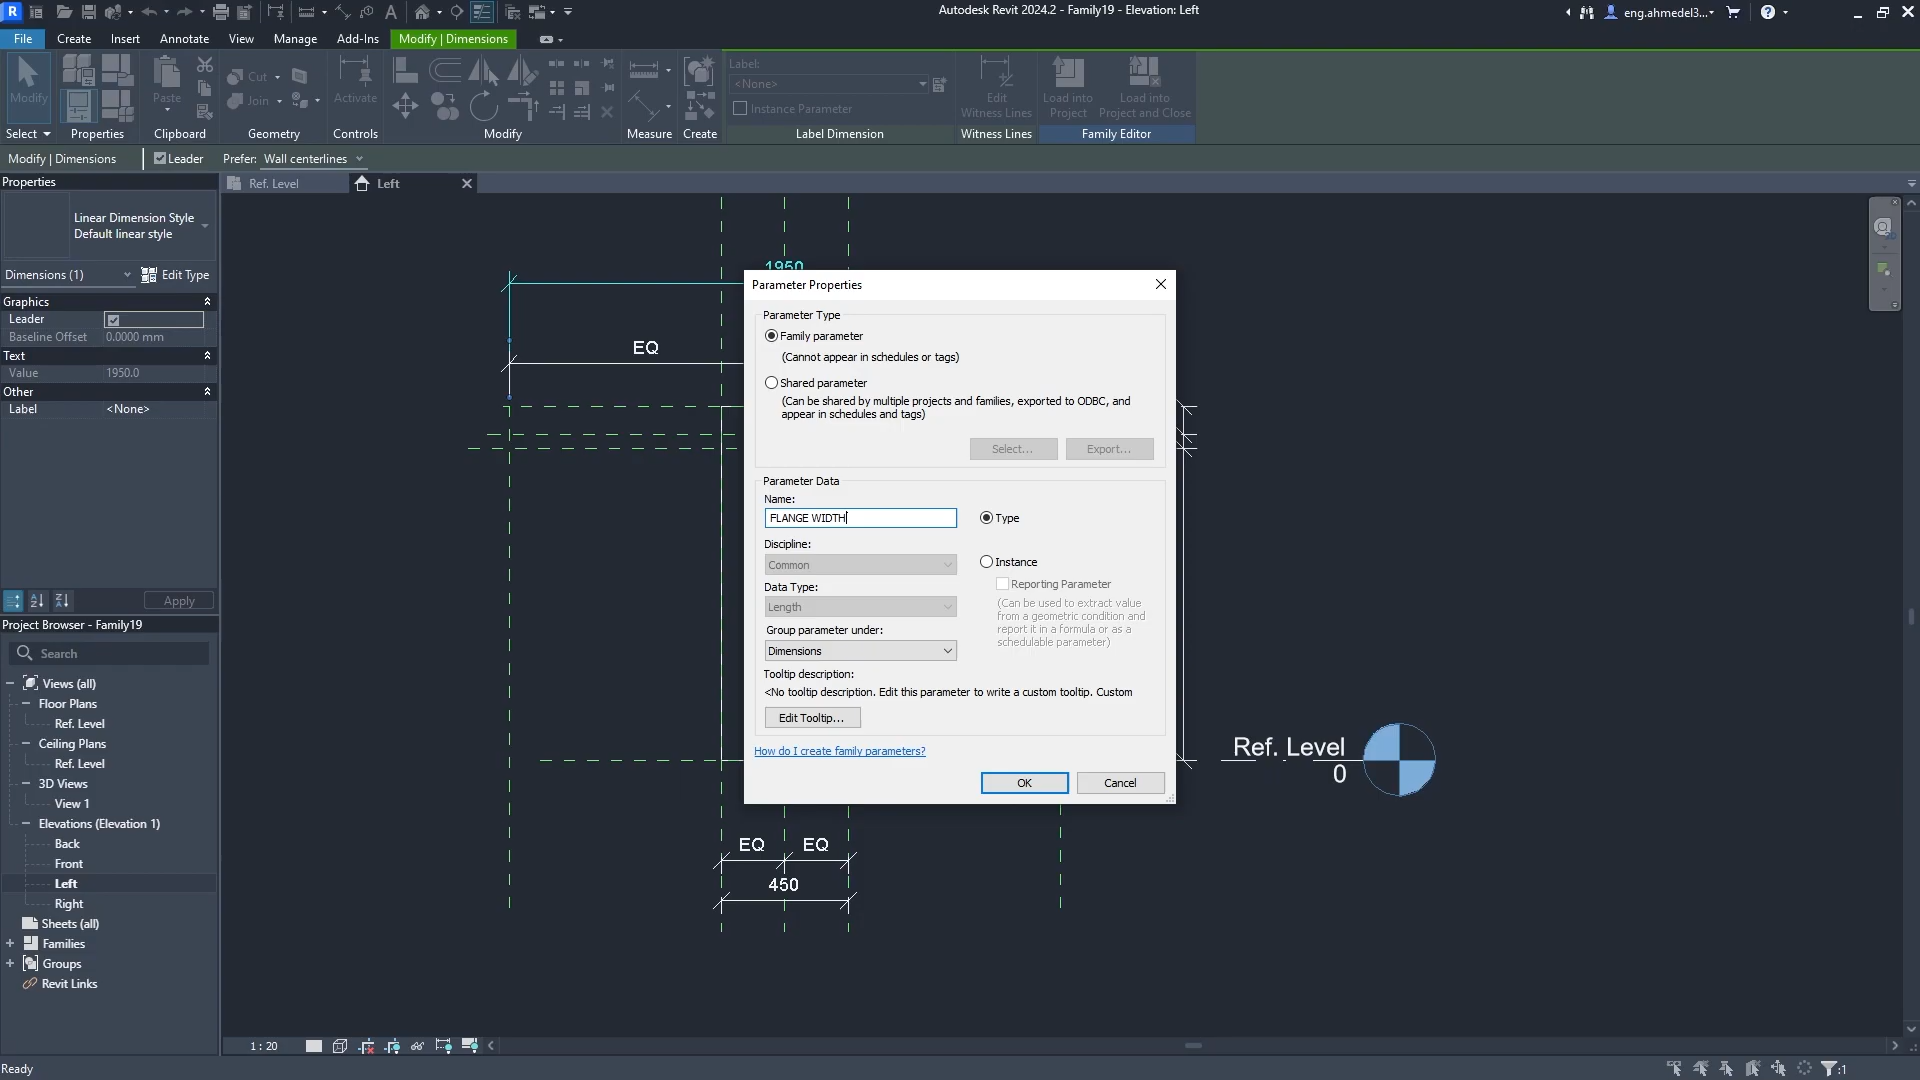 R
Autodesk Revit 2024.2 - Family19 - Elevation: Left
eng.ahmedel3...
File
Create
Insert
Annotate
View
Manage
Add-Ins
Modify | Dimensions
Modify
Paste
Cut
Join
Activate
Label:
<None>
Instance Parameter
Edit
Witness Lines
Load into
Project
Load into
Project and Close
Select
Properties
Clipboard
Geometry
Controls
Modify
Measure
Create
Label Dimension
Witness Lines
Family Editor
Modify | Dimensions
Leader
Prefer:
Wall centerlines
Properties
Ref. Level
Left
Linear Dimension Style
Default linear style
Dimensions (1)
Edit Type
Graphics
Leader
Baseline Offset
0.0000 mm
Text
Value
1950.0
Other
Label
<None>
Apply
Project Browser - Family19
Search
Views (all)
Floor Plans
Ref. Level
Ceiling Plans
Ref. Level
3D Views
View 1
Elevations (Elevation 1)
Back
Front
Left
Right
Sheets (all)
Families
Groups
Revit Links
1950
EQ
Parameter Properties
Parameter Type
Family parameter
(Cannot appear in schedules or tags)
Shared parameter
(Can be shared by multiple projects and families, exported to ODBC, and
appear in schedules and tags)
Select...
Export...
Parameter Data
Name:
FLANGE WIDTH
Type
Discipline:
Common
Instance
Reporting Parameter
Data Type:
Length
(Can be used to extract value
from a geometric condition and
report it in a formula or as a
schedulable parameter)
Group parameter under:
Dimensions
Tooltip description:
<No tooltip description. Edit this parameter to write a custom tooltip. Custom
Edit Tooltip...
How do I create family parameters?
OK
Cancel
Ref. Level
0
EQ
EQ
450
1 : 20
Ready
:1